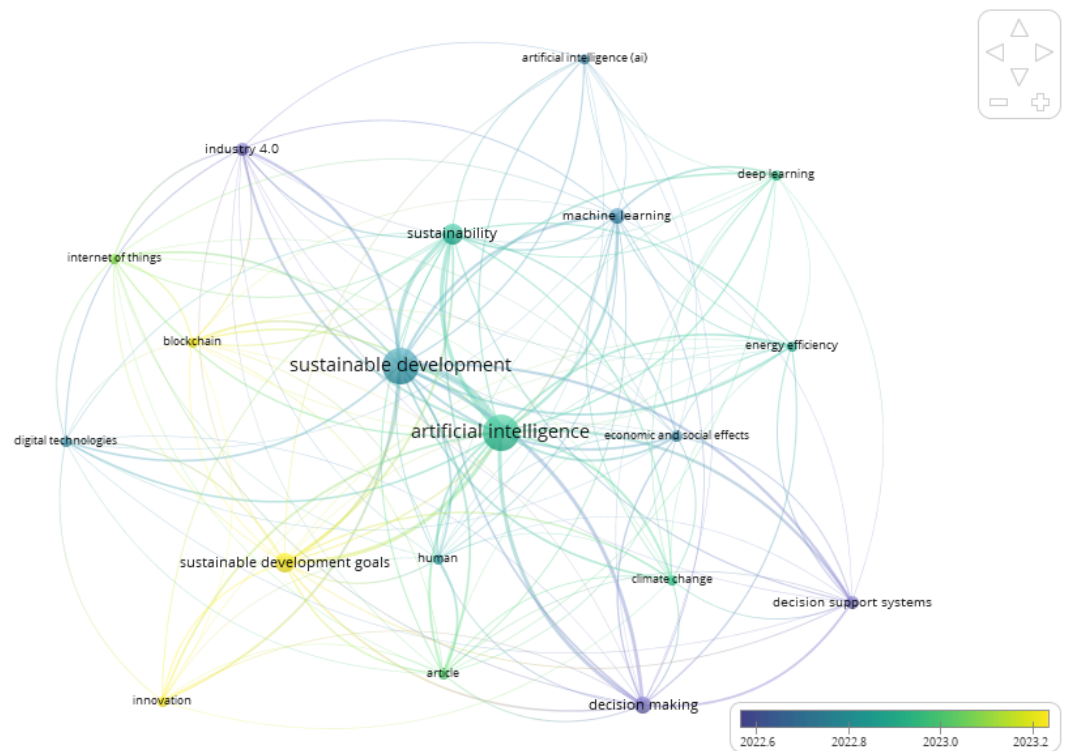 artificial intelligence (ai)
industry 4.0
deep learning
machine learning
sustainability
internet of things
blockchain
energy efficiency
sustainable development
artificial intelligence
economic and social effects
digital technologies
human
sustainable development goals
climate change
decision support systems
article
innovation
decision making
2022.6 2022.8 2023.0 2023.2